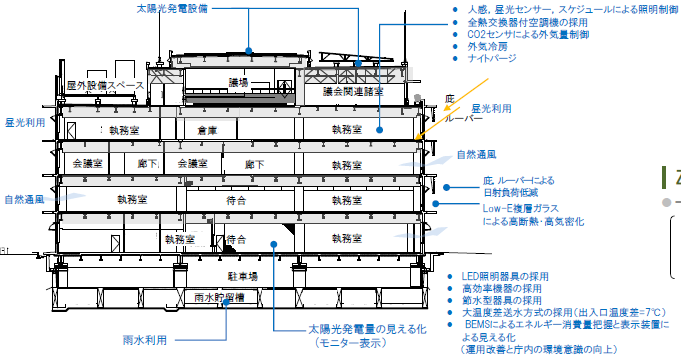 太陽光発電設備
● 人感，昼光センサー，スケジュールによる照明制御
● 全熱交換器付空調機の採用
● CO2センサによる外気量制御
● 外気冷房
● ナイトパージ
屋外設備スペース
議場
議会関連諸室
庇
ルーバー
昼光利用
昼光利用
執務室
倉庫
執務室
会議室
廊下
会議室
廊下
執務室
自然通風
自然通風
執務室
待合
執務室
庇，ルーバーによる
日射負荷低減
Low-E複層ガラス
による高断熱・高気密化
執務室
待合
執務室
駐車場
雨水貯留槽
雨水利用
太陽光発電量の見える化
（モニター表示）
● LED照明器具の採用
● 高効率機器の採用
● 節水型器具の採用
● 大温度差送水方式の採用（出入口温度差=7℃）
● BEMSによるエネルギー消費量把握と表示装置に
よる見える化
（運用改善と庁内の環境意識の向上）